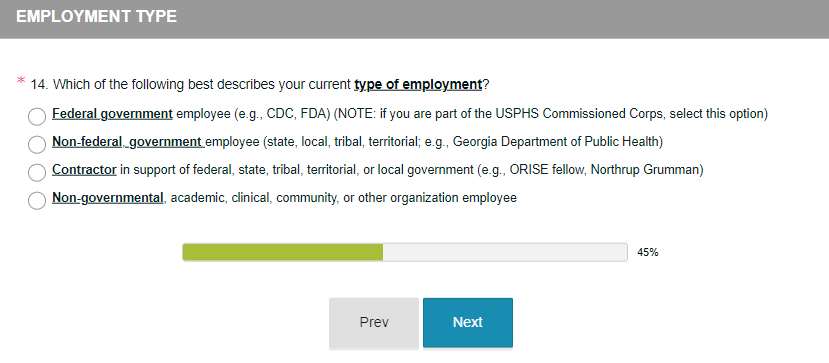 EMPLOYMENT TYPE
* 14. Which of the following best describes your current type of employment?
Federal government employee (e.g., CDC, FDA) (NOTE: if you are part of the USPHS Commissioned Corps, select this option)
Non-federal, government employee (state, local, tribal, territorial; e.g., Georgia Department of Public Health)
Contractor in support of federal, state, tribal, territorial, or local government (e.g., ORISE fellow, Northrup Grumman)
Non-governmental, academic, clinical, community, or other organization employee
45%
Prev Next